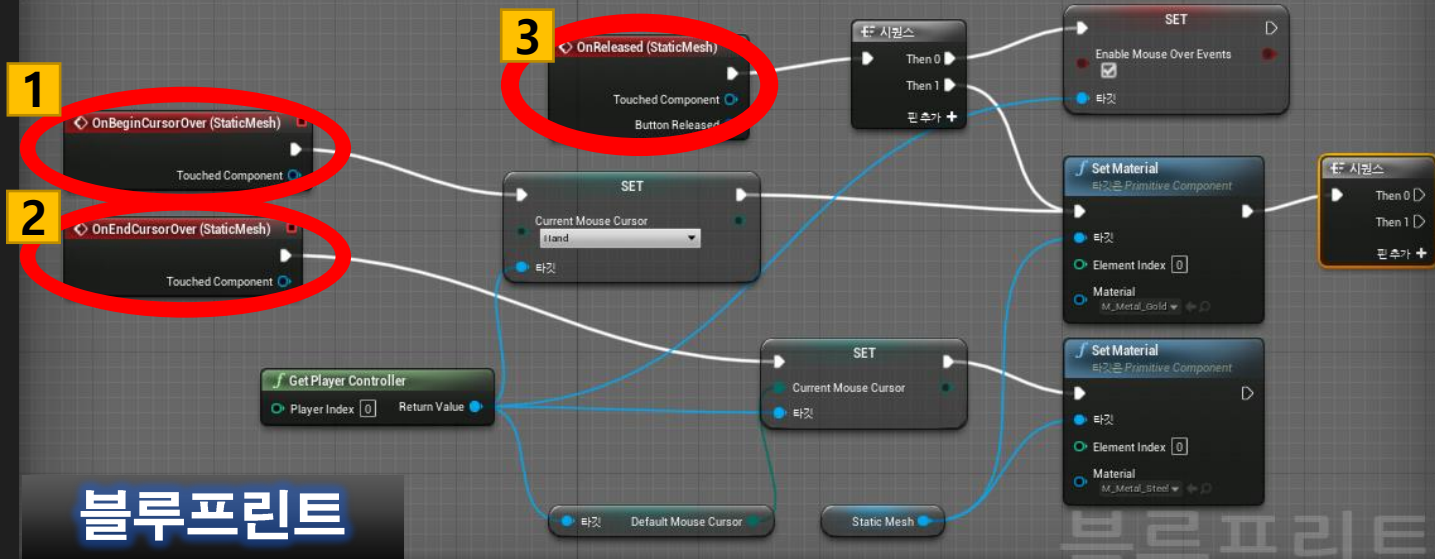 1
OnBeginCursorOver (StaticMesh)
Touched Component
2
OnEndCursorOver (StaticMesh)
Touched Component
3
OnReleased (StaticMesh)
Touched Component
Button Released
시퀀스
Then 0
Then 1
핀 추가 +
SET
Enable Mouse Over Events
타깃
SET
Current Mouse Cursor
Hand
타깃
Set Material
타깃은 Primitive Component
타깃
Element Index 0
Material
M_Metal_Gold
시퀀스
Then 0
Then 1
핀 추가 +
Get Player Controller
Player Index 0 Return Value
SET
Current Mouse Cursor
타깃
Set Material
타깃은 Primitive Component
타깃
Element Index 0
Material
M_Metal_Steel
타깃 Default Mouse Cursor
Static Mesh
블루프린트
블루프린트